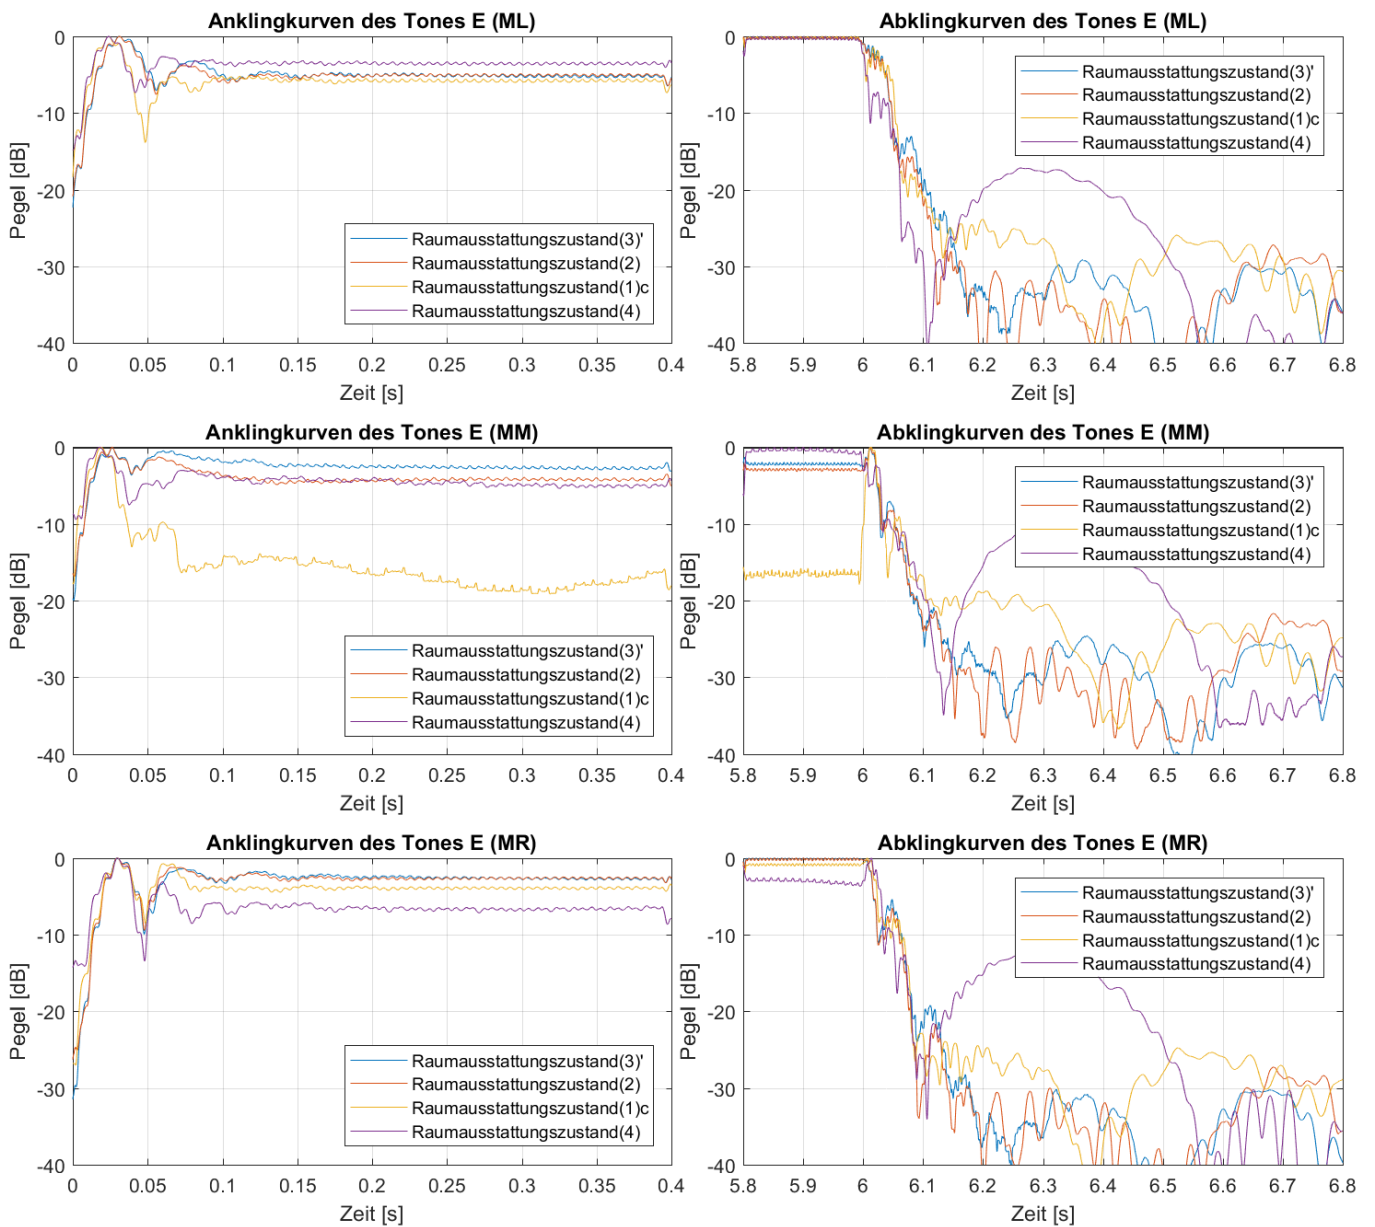 Anklingkurven des Tones E (ML)
Pegel [dB]
0
-10
-20
-30
-40
Raumausstattungszustand(3)'
Raumausstattungszustand(2)
Raumausstattungszustand(1)c
Raumausstattungszustand(4)
0 0.05 0.1 0.15 0.2 0.25 0.3 0.35 0.4
Zeit [s]
Abklingkurven des Tones E (ML)
Pegel [dB]
0
-10
-20
-30
-40
Raumausstattungszustand(3)'
Raumausstattungszustand(2)
Raumausstattungszustand(1)c
Raumausstattungszustand(4)
5.8 5.9 6 6.1 6.2 6.3 6.4 6.5 6.6 6.7 6.8
Zeit [s]
Anklingkurven des Tones E (MM)
Pegel [dB]
0
-10
-20
-30
-40
Raumausstattungszustand(3)'
Raumausstattungszustand(2)
Raumausstattungszustand(1)c
Raumausstattungszustand(4)
0 0.05 0.1 0.15 0.2 0.25 0.3 0.35 0.4
Zeit [s]
Abklingkurven des Tones E (MM)
Pegel [dB]
0
-10
-20
-30
-40
Raumausstattungszustand(3)'
Raumausstattungszustand(2)
Raumausstattungszustand(1)c
Raumausstattungszustand(4)
5.8 5.9 6 6.1 6.2 6.3 6.4 6.5 6.6 6.7 6.8
Zeit [s]
Anklingkurven des Tones E (MR)
Pegel [dB]
0
-10
-20
-30
-40
Raumausstattungszustand(3)'
Raumausstattungszustand(2)
Raumausstattungszustand(1)c
Raumausstattungszustand(4)
0 0.05 0.1 0.15 0.2 0.25 0.3 0.35 0.4
Zeit [s]
Abklingkurven des Tones E (MR)
Pegel [dB]
0
-10
-20
-30
-40
Raumausstattungszustand(3)'
Raumausstattungszustand(2)
Raumausstattungszustand(1)c
Raumausstattungszustand(4)
5.8 5.9 6 6.1 6.2 6.3 6.4 6.5 6.6 6.7 6.8
Zeit [s]